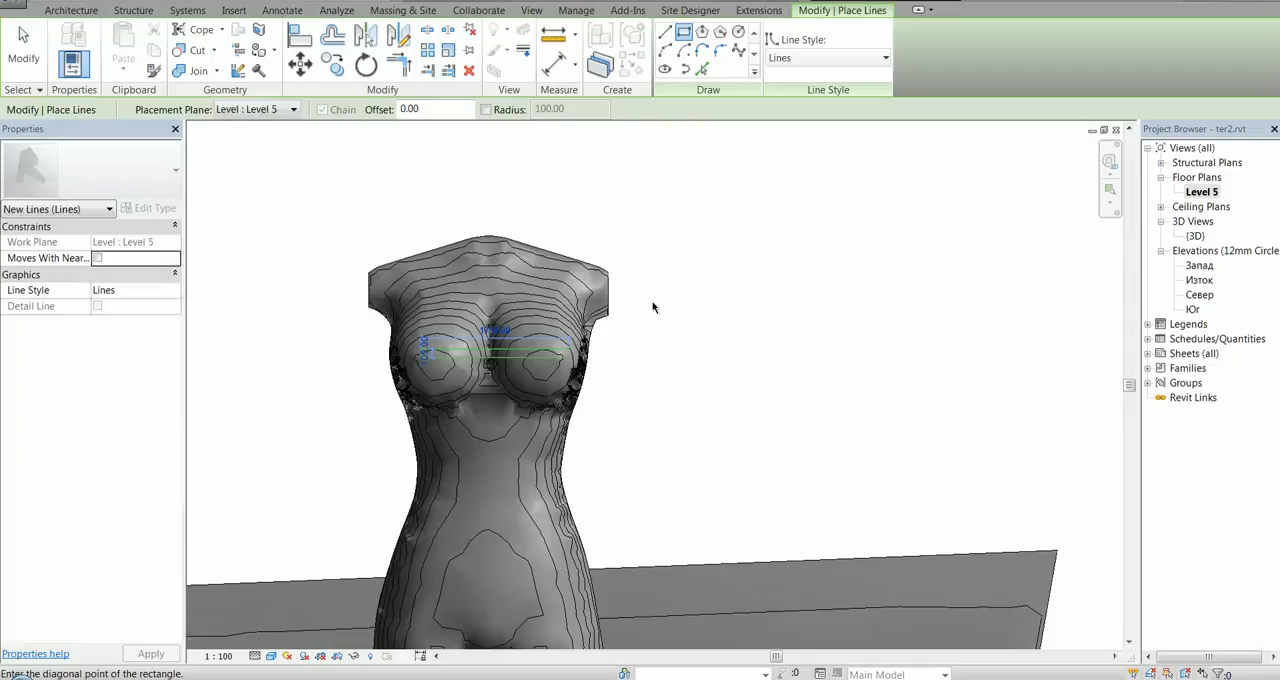 Architecture Structure Systems Insert Annotate Analyze Massing & Site Collaborate View Manage Add-Ins Site Designer Extensions Modify | Place Lines
Cope
Line Style:
Modify
Paste
Cut
Lines
Join
Select Properties Clipboard Geometry Modify View Measure Create Draw Line Style
Modify | Place Lines Placement Plane: Level : Level 5 Chain Offset: 0.00 Radius: 100.00
Properties
Project Browser - ter2.rvt
Views (all)
Structural Plans
Floor Plans
Level 5
Ceiling Plans
3D Views
{3D}
Elevations (12mm Circle
Запад
Изток
Север
Юг
Legends
Schedules/Quantities
Sheets (all)
Families
Groups
Revit Links
New Lines (Lines) Edit Type
Constraints
Work Plane Level : Level 5
Moves With Near...
Graphics
Line Style Lines
Detail Line
Properties help Apply
1 : 100
Enter the diagonal point of the rectangle.
:0 Main Model :0